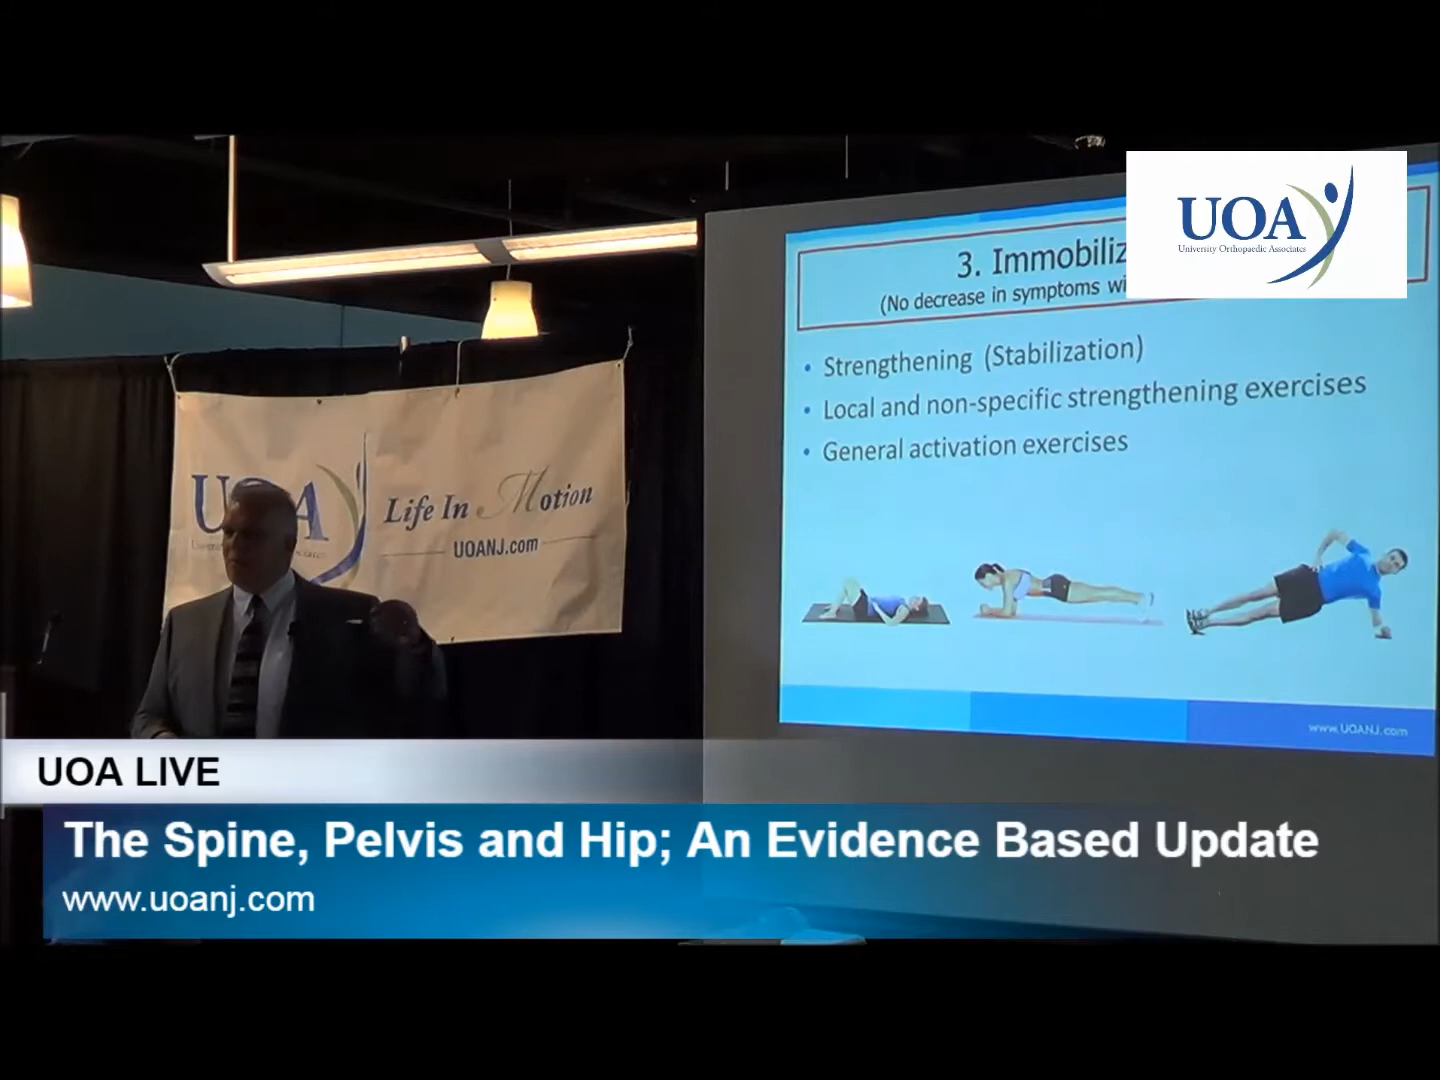 UOA
University Orthopaedic Associates
3. Immobiliz
(No decrease in symptoms wi
• Strengthening (Stabilization)
• Local and non-specific strengthening exercises
• General activation exercises
www.UOANJ.com
UOA
Life In Motion
UOANJ.com
UOA LIVE
The Spine, Pelvis and Hip; An Evidence Based Update
www.uoanj.com